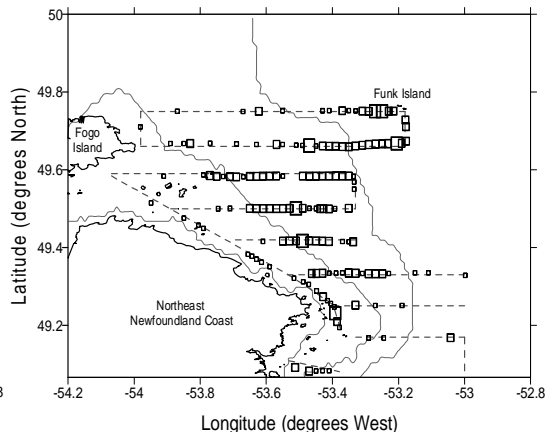 50
49.8
49.6
49.4
49.2
Latitude (degrees North)
Funk Island
Fogo
Island
Northeast
Newfoundland Coast
8
-54.2
-54
-53.8
-53.6
-53.4
-53.2
-53
-52.8
Longitude (degrees West)